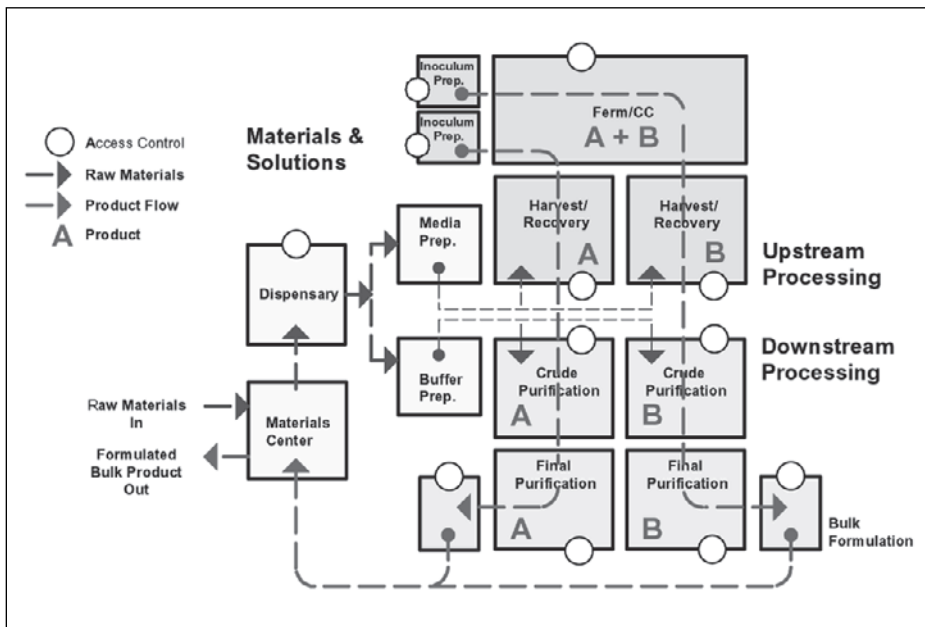 Access Control
Raw Materials
Product Flow
A Product
Materials &
Solutions
Inoculum
Prep.
Inoculum
Prep.
Ferm/CC
A + B
Harvest/
Recovery
A
Harvest/
Recovery
B
Upstream
Processing
Media
Prep.
Dispensary
Buffer
Prep.
Downstream
Processing
Crude
Purification
A
Crude
Purification
B
Raw Materials
In
Materials
Center
Formulated
Bulk Product
Out
Final
Purification
A
Final
Purification
B
Bulk
Formulation